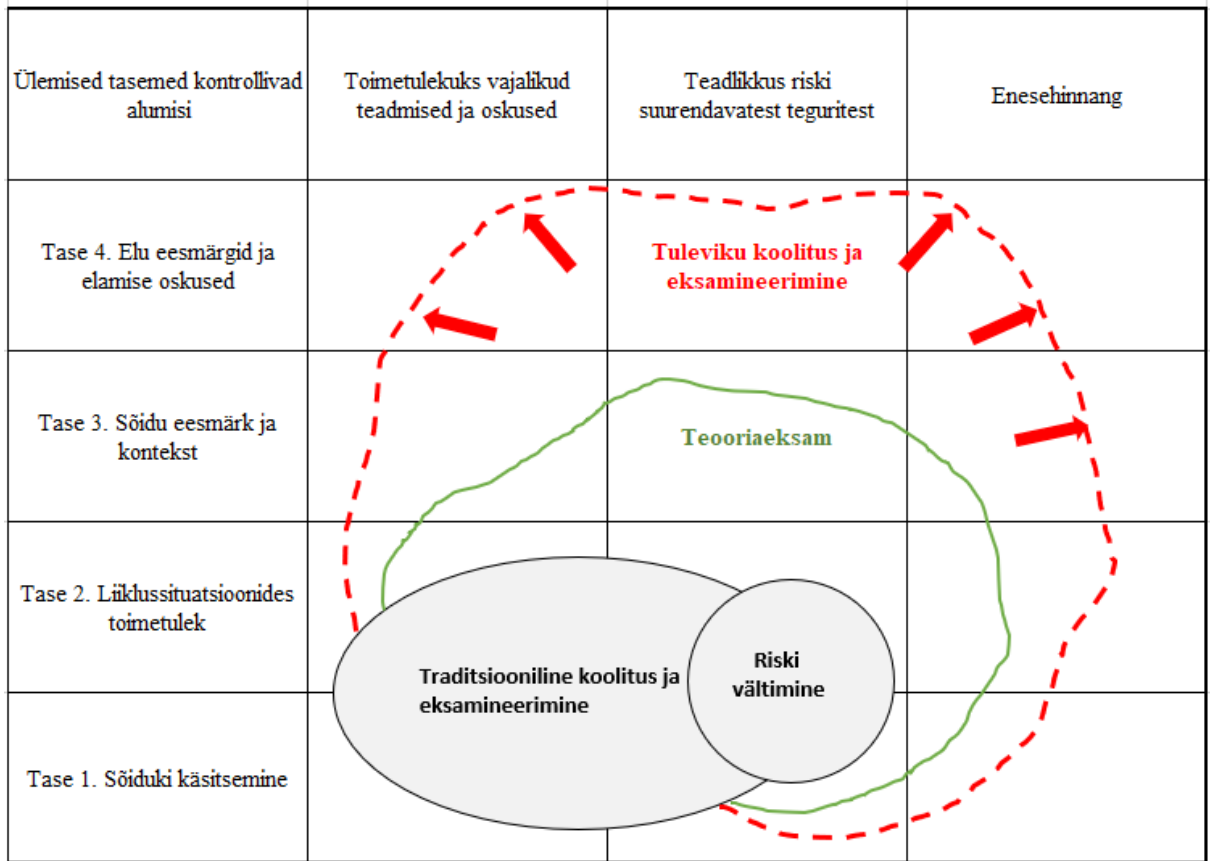 Ülemised tasemed kontrollivad
alumisi
Toimetulekuks vajalikud
teadmised ja oskused
Teadlikkus riski
suurendavatest teguritest
Enesehinnang
Tase 4. Elu eesmärgid ja
elamise oskused
Tuleviku koolitus ja
eksamineerimine
Tase 3. Sõidu eesmärk ja
kontekst
Teooriaeksam
Tase 2. Liiklussituatsioonides
toimetulek
Traditsiooniline koolitus ja
eksamineerimine
Riski
vältimine
Tase 1. Sõiduki käsitsemine